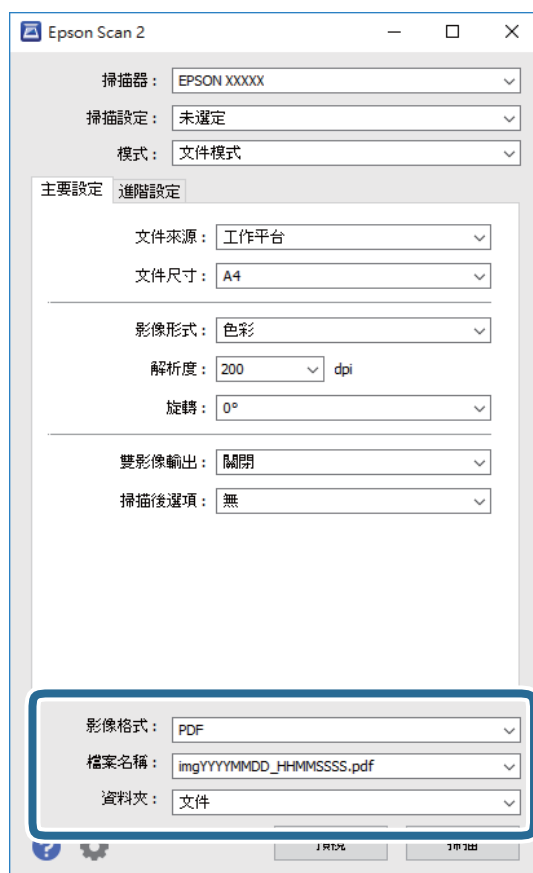 Epson Scan 2
掃描器： EPSON XXXXX
掃描設定： 未選定
模式： 文件模式
主要設定 進階設定
文件來源： 工作平台
文件尺寸： A4
影像形式： 色彩
解析度： 200 dpi
旋轉： 0°
雙影像輸出： 關閉
掃描後選項： 無
影像格式： PDF
檔案名稱： imgYYYYMMDD_HHMMSSSS.pdf
資料夾： 文件
預視 掃描